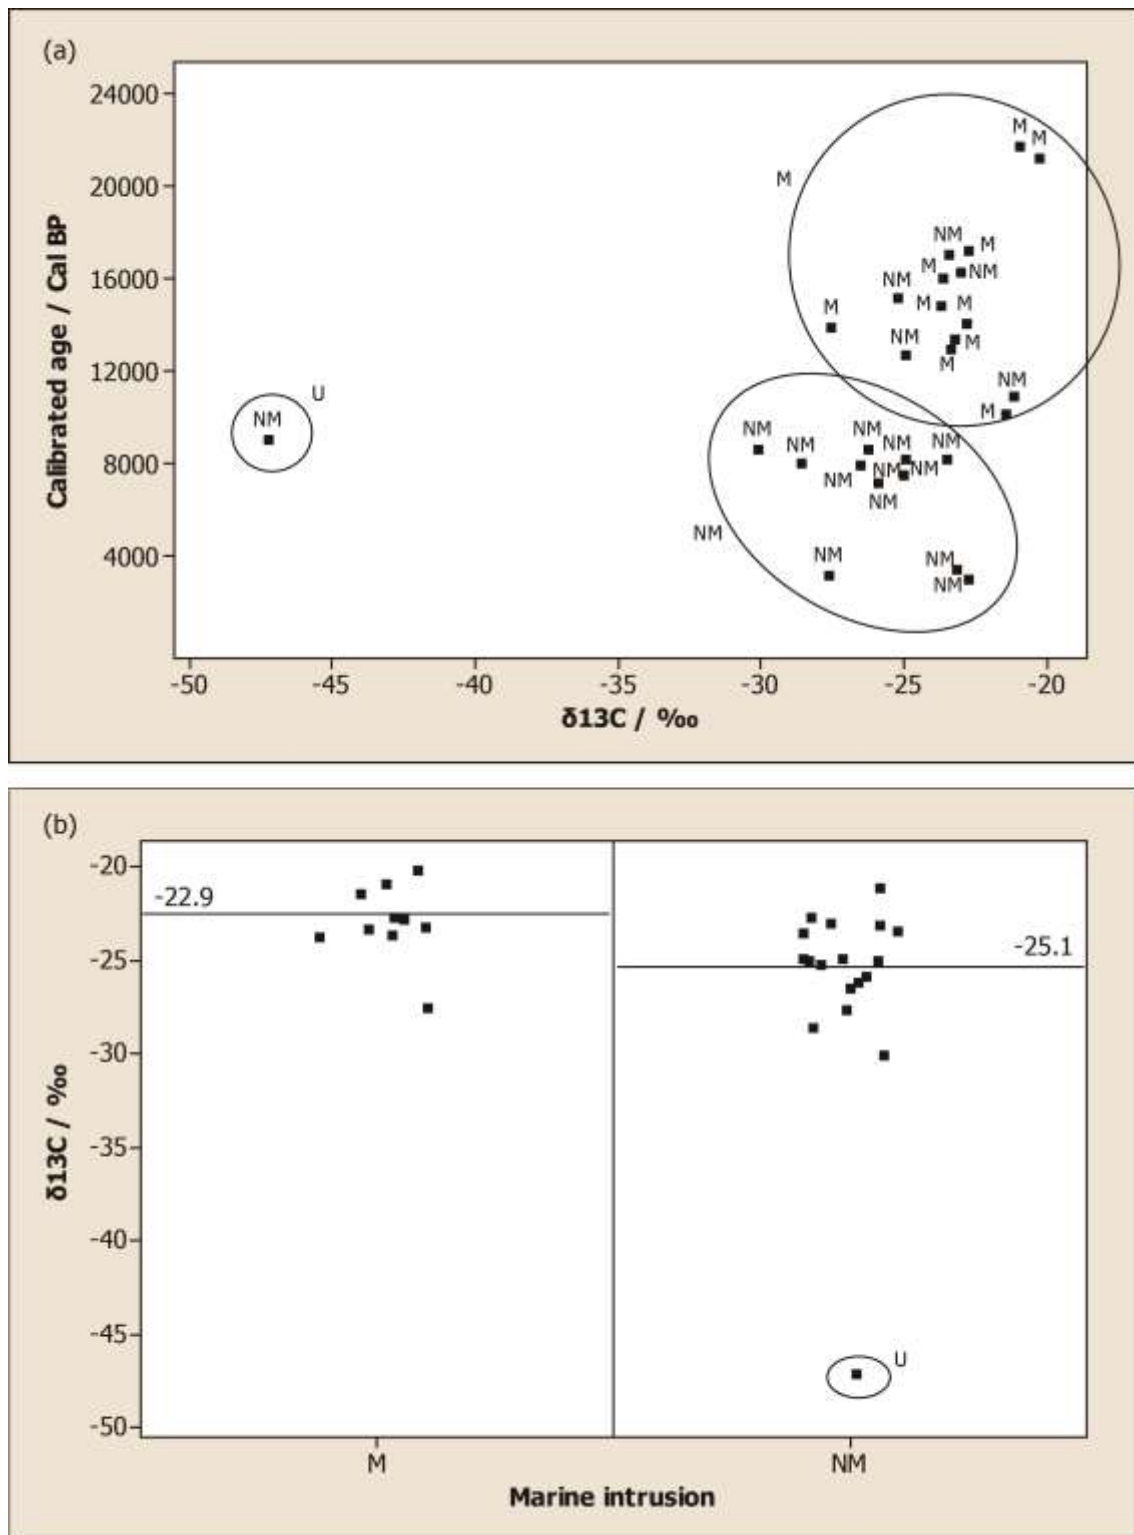 (a)
24000
M
M
20000
M
NM
M
16000
M
NM
NM
M
M
M
NM
M
12000
M
NM
M
U
NM
NM
NM
NM
NM
NM
8000
NM
NM
NM
NM
NM
NM
4000
NM
NM
-50
-45
-40
-35
-30
-25
-20
Calibrated age / Cal BP
δ13C / ‰
(b)
-20
-22.9
-25
-25.1
-30
-35
-40
-45
U
-50
δ13C / ‰
M
NM
Marine intrusion